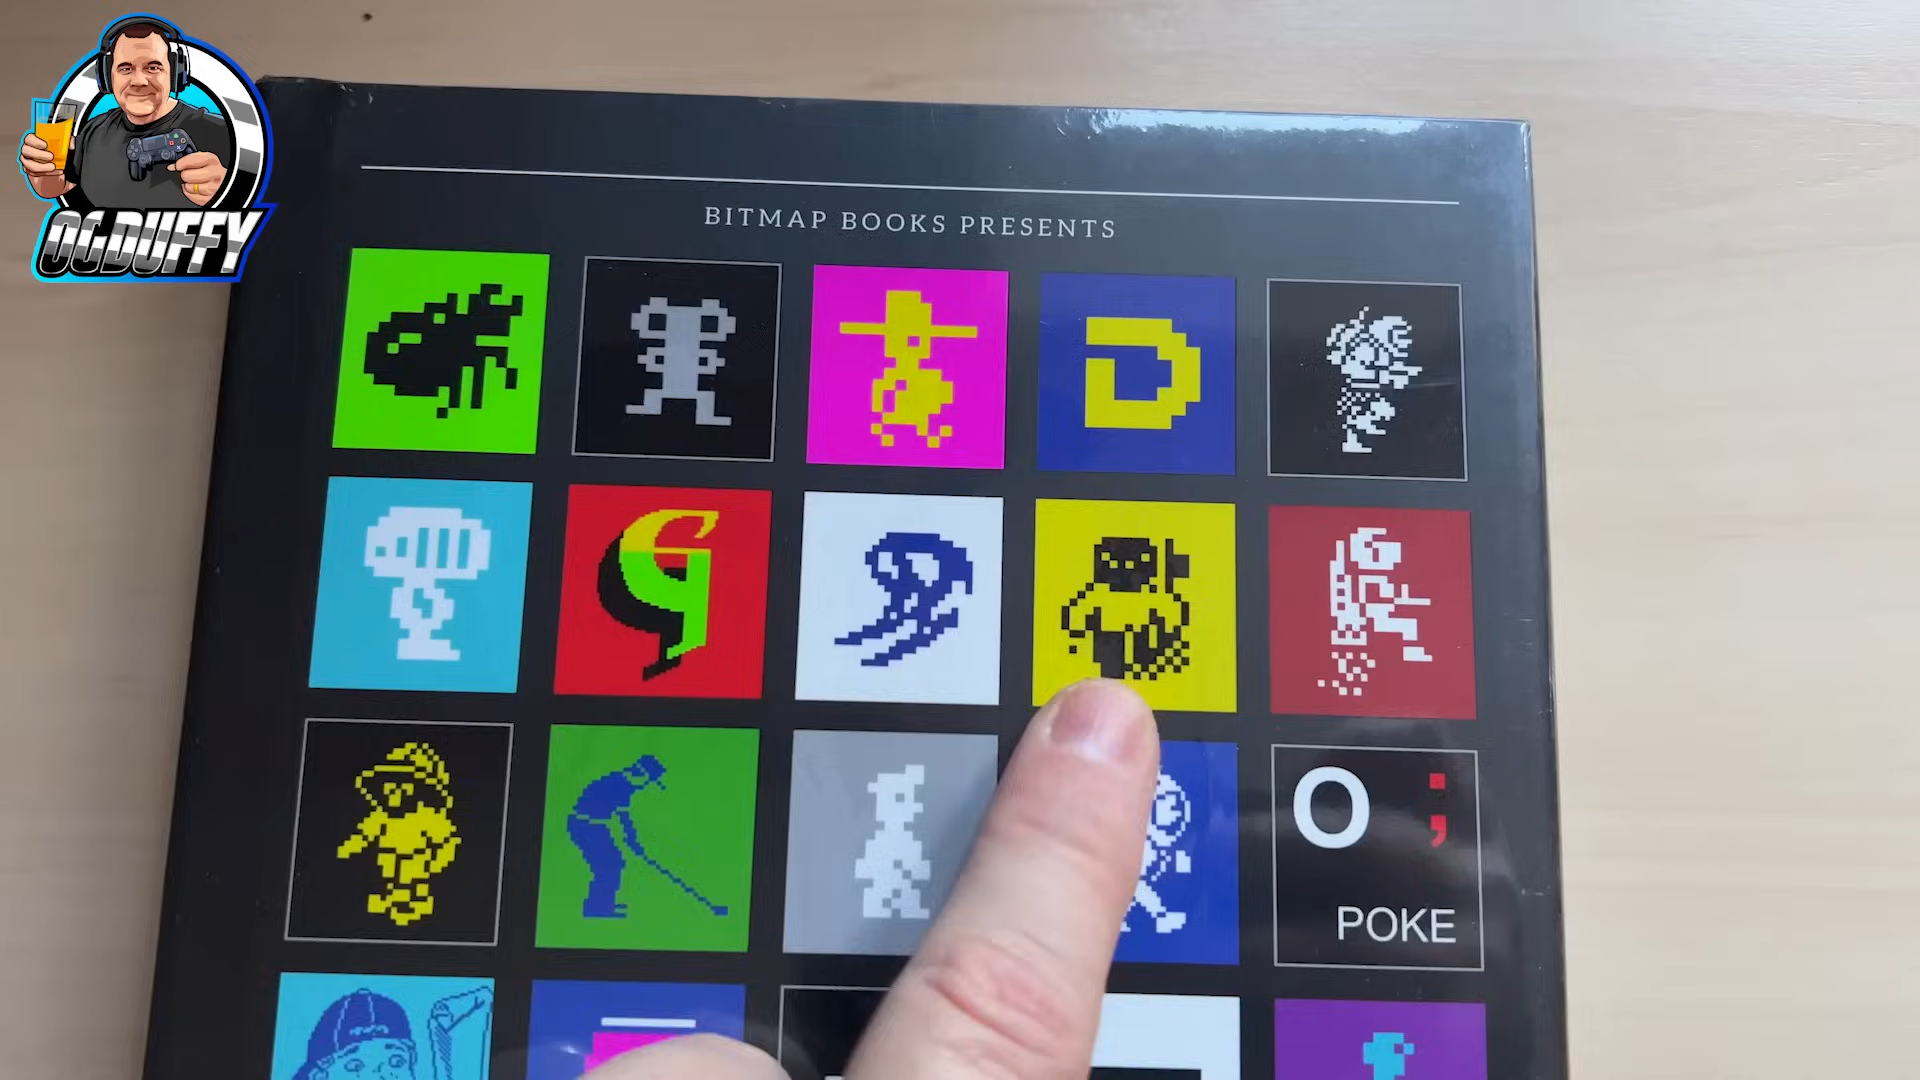 OGDUFFY
BITMAP BOOKS PRESENTS
D
G
O ;
POKE